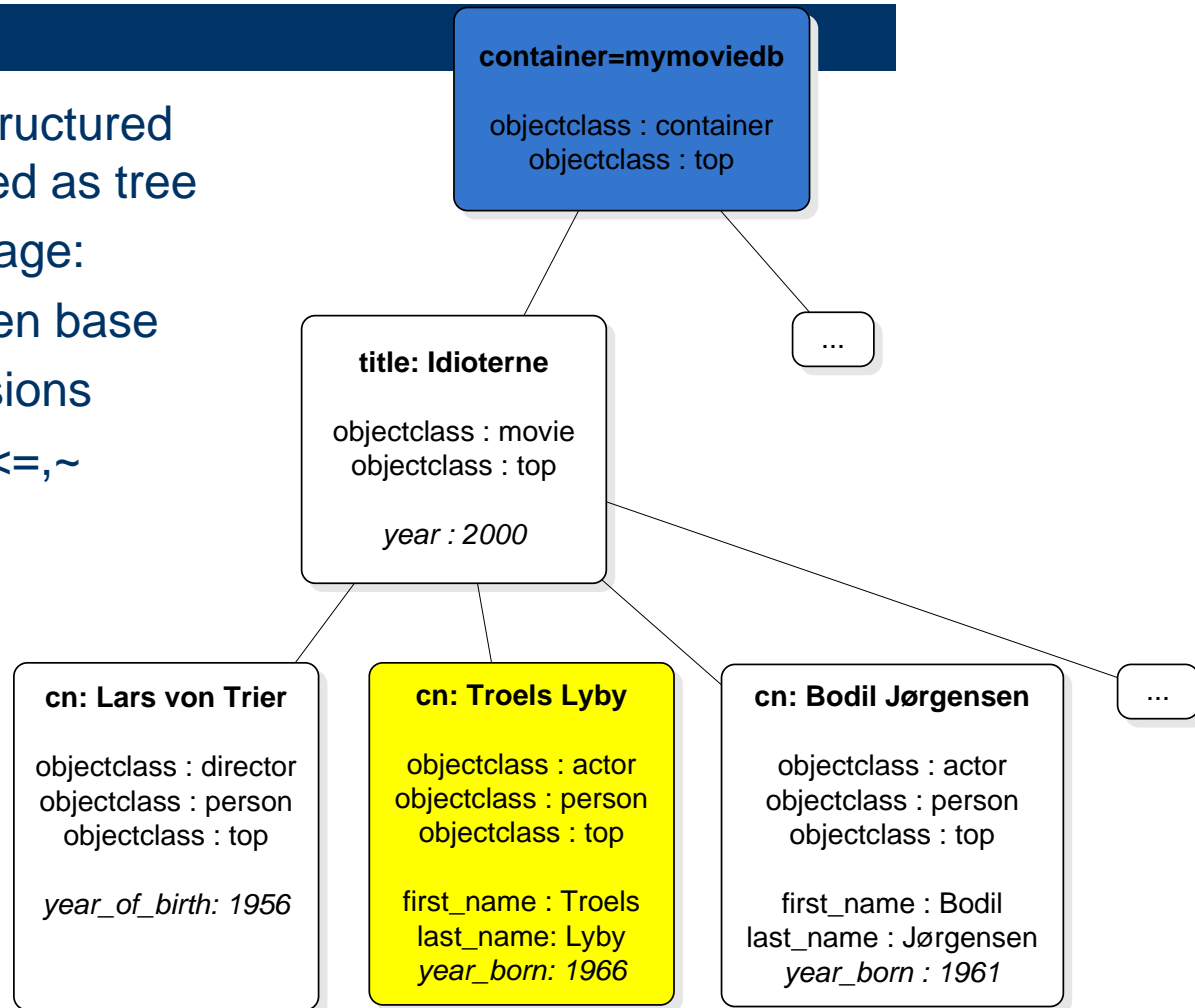 ructured
ed as tree
age:
en base
sions
<=,~
container=mymoviedb
objectclass : container
objectclass : top
...
title: Idioterne
objectclass : movie
objectclass : top
year : 2000
cn: Lars von Trier
objectclass : director
objectclass : person
objectclass : top
year_of_birth: 1956
cn: Troels Lyby
objectclass : actor
objectclass : person
objectclass : top
first_name : Troels
last_name: Lyby
year_born: 1966
cn: Bodil Jørgensen
objectclass : actor
objectclass : person
objectclass : top
first_name : Bodil
last_name : Jørgensen
year_born : 1961
...